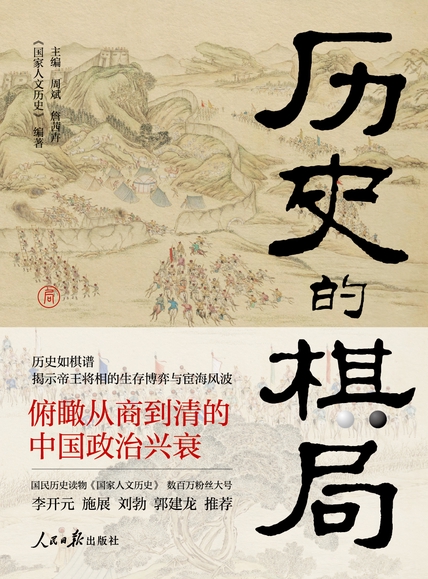 历史的棋局
主编 周斌 詹茜卉
《国家人文历史》 编著
局
历史如棋谱
揭示帝王将相的生存博弈与宦海风波
俯瞰从商到清的
中国政治兴衰
国民历史读物《国家人文历史》 数百万粉丝大号
李开元 施展 刘勃 郭建龙 推荐
人民日报出版社